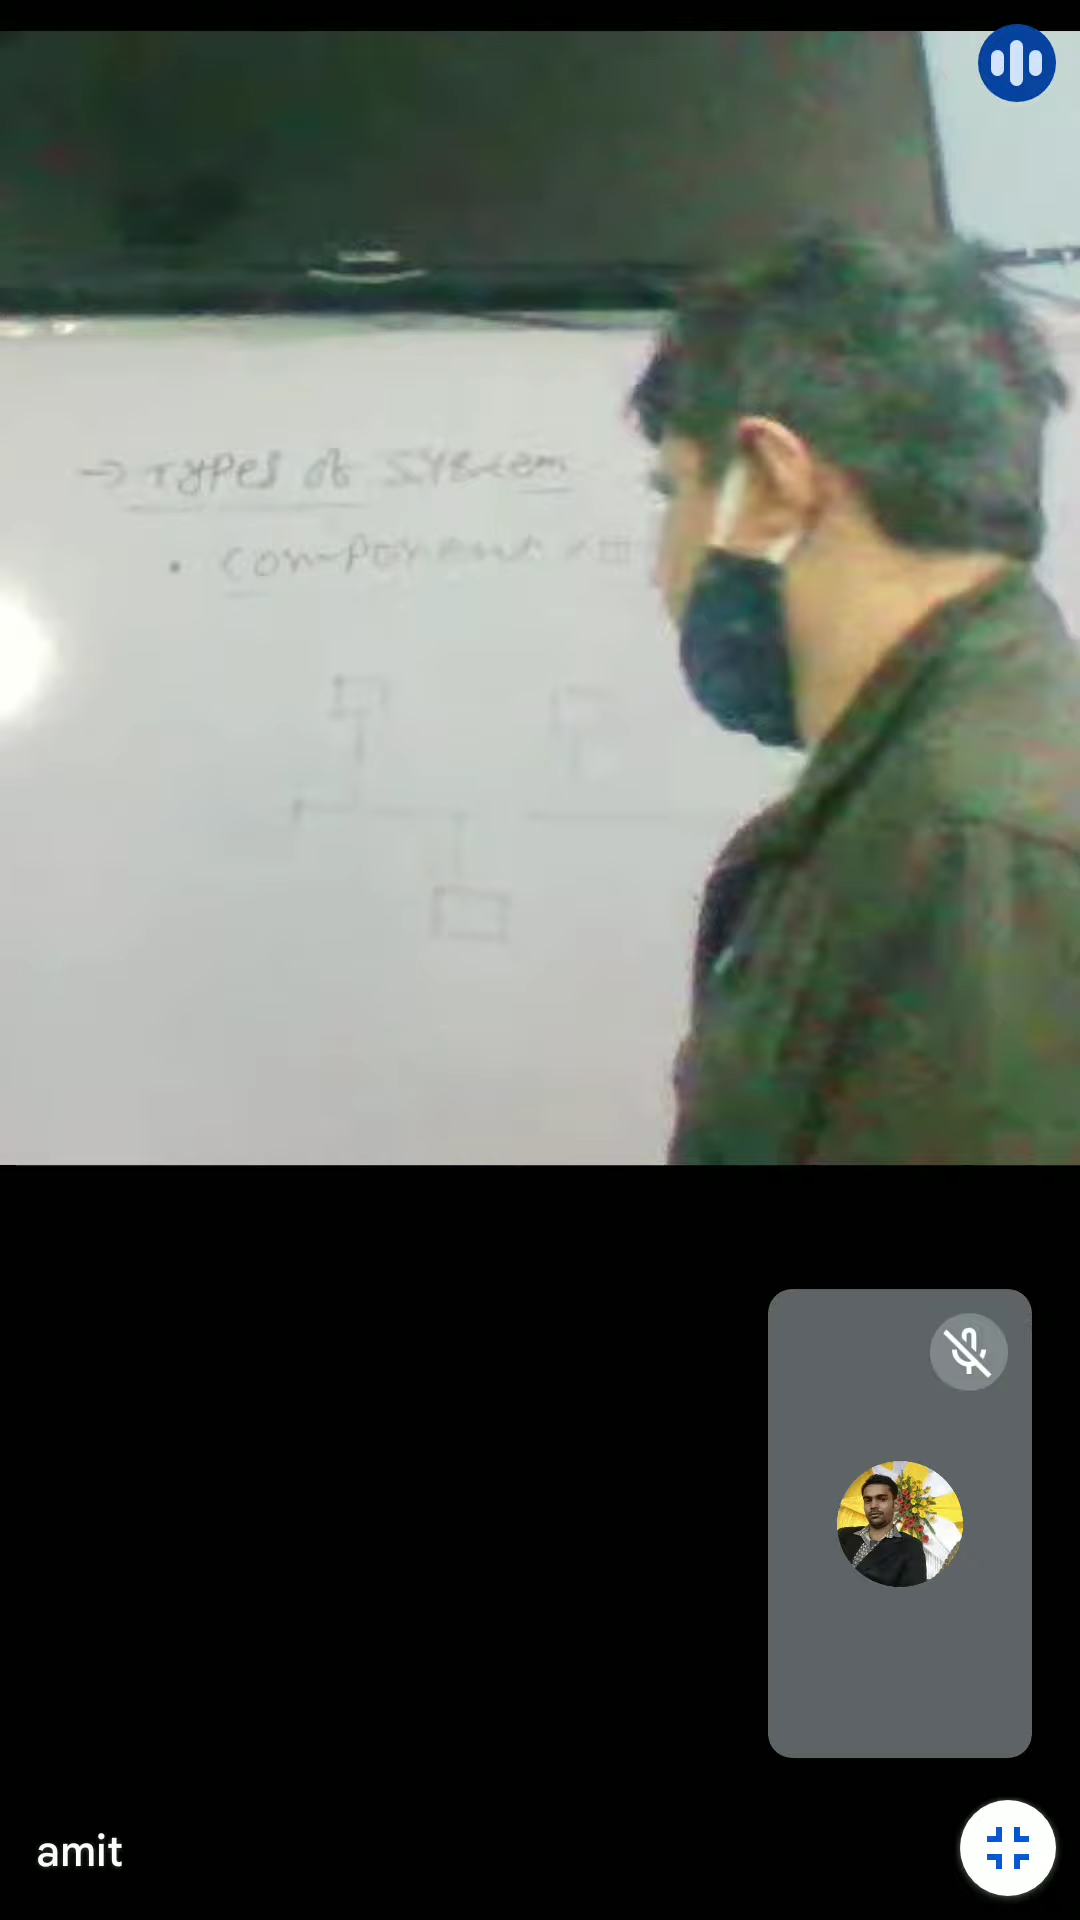 → Types of System
• Component
amit